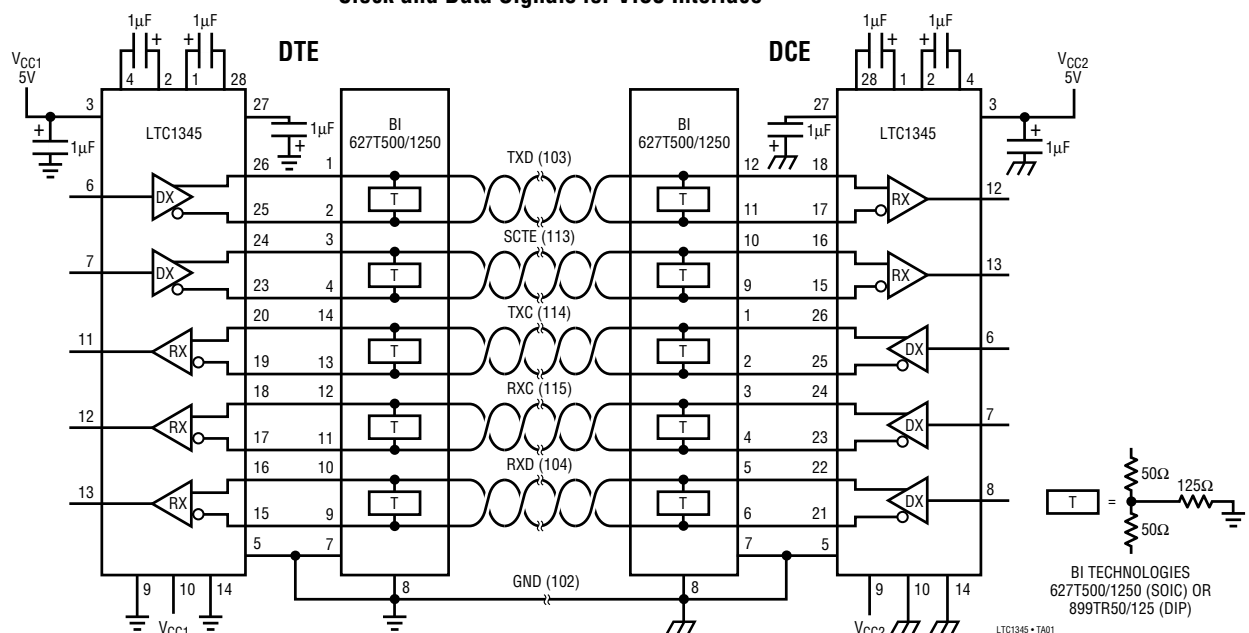 Clock and Data Signals for V.35 Interface
1µF 1µF
DTE
DCE
1µF 1µF
VCC1
5V
4 2 1 28
28 1 2 4
VCC2
5V
3 LTC1345 27
1µF
+
1µF
BI
627T500/1250
BI
627T500/1250
27 LTC1345 3
1µF
+
1µF
6 DX 26 1 T TXD (103) T 12 18 RX 12
25 2 11 17
7 DX 24 3 T SCTE (113) T 10 16 RX 13
23 4 9 15
11 RX 20 14 T TXC (114) T 1 26 DX 6
19 13 2 25
12 RX 18 12 T RXC (115) T 3 24 DX 7
17 11 4 23
13 RX 16 10 T RXD (104) T 5 22 DX 8
15 9 6 21
5 7 7 5
9 10 14 8 GND (102) 8 9 10 14
VCC1
VCC2
T = 50Ω 125Ω
50Ω
BI TECHNOLOGIES
627T500/1250 (SOIC) OR
899TR50/125 (DIP)
LTC1345 • TA01